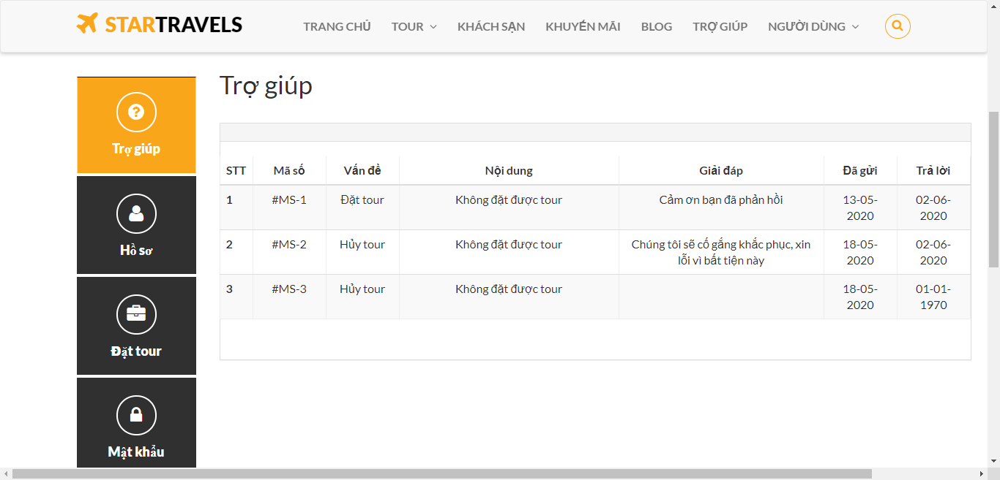 STARTRAVELS TRANG CHỦ TOUR KHÁCH SẠN KHUYẾN MÃI BLOG TRỢ GIÚP NGƯỜI DÙNG
Trợ giúp
Hồ sơ
Đặt tour
Mật khẩu
Trợ giúp
STT Mã số Vấn đề Nội dung Giải đáp Đã gửi Trả lời
1 #MS-1 Đặt tour Không đặt được tour Cảm ơn bạn đã phản hồi 13-05- 02-06-
2020 2020
2 #MS-2 Hủy tour Không đặt được tour Chúng tôi sẽ cố gắng khắc phục, xin 18-05- 02-06-
lỗi vì bất tiện này 2020 2020
3 #MS-3 Hủy tour Không đặt được tour 18-05- 01-01-
2020 1970